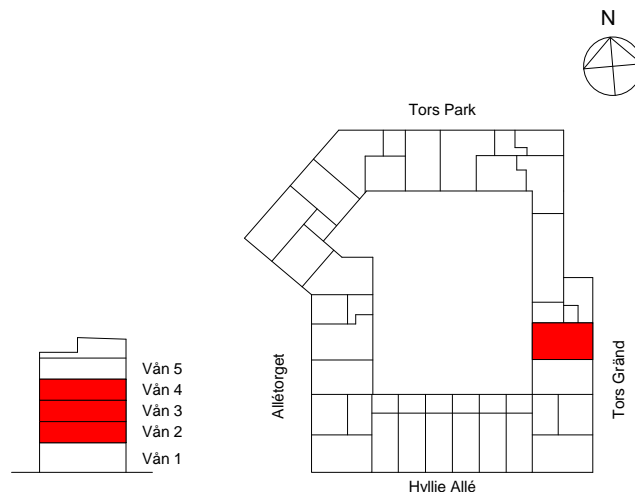 N
Tors Park
Allétorget
Tors Gränd
Hyllie Allé
Vån 5
Vån 4
Vån 3
Vån 2
Vån 1